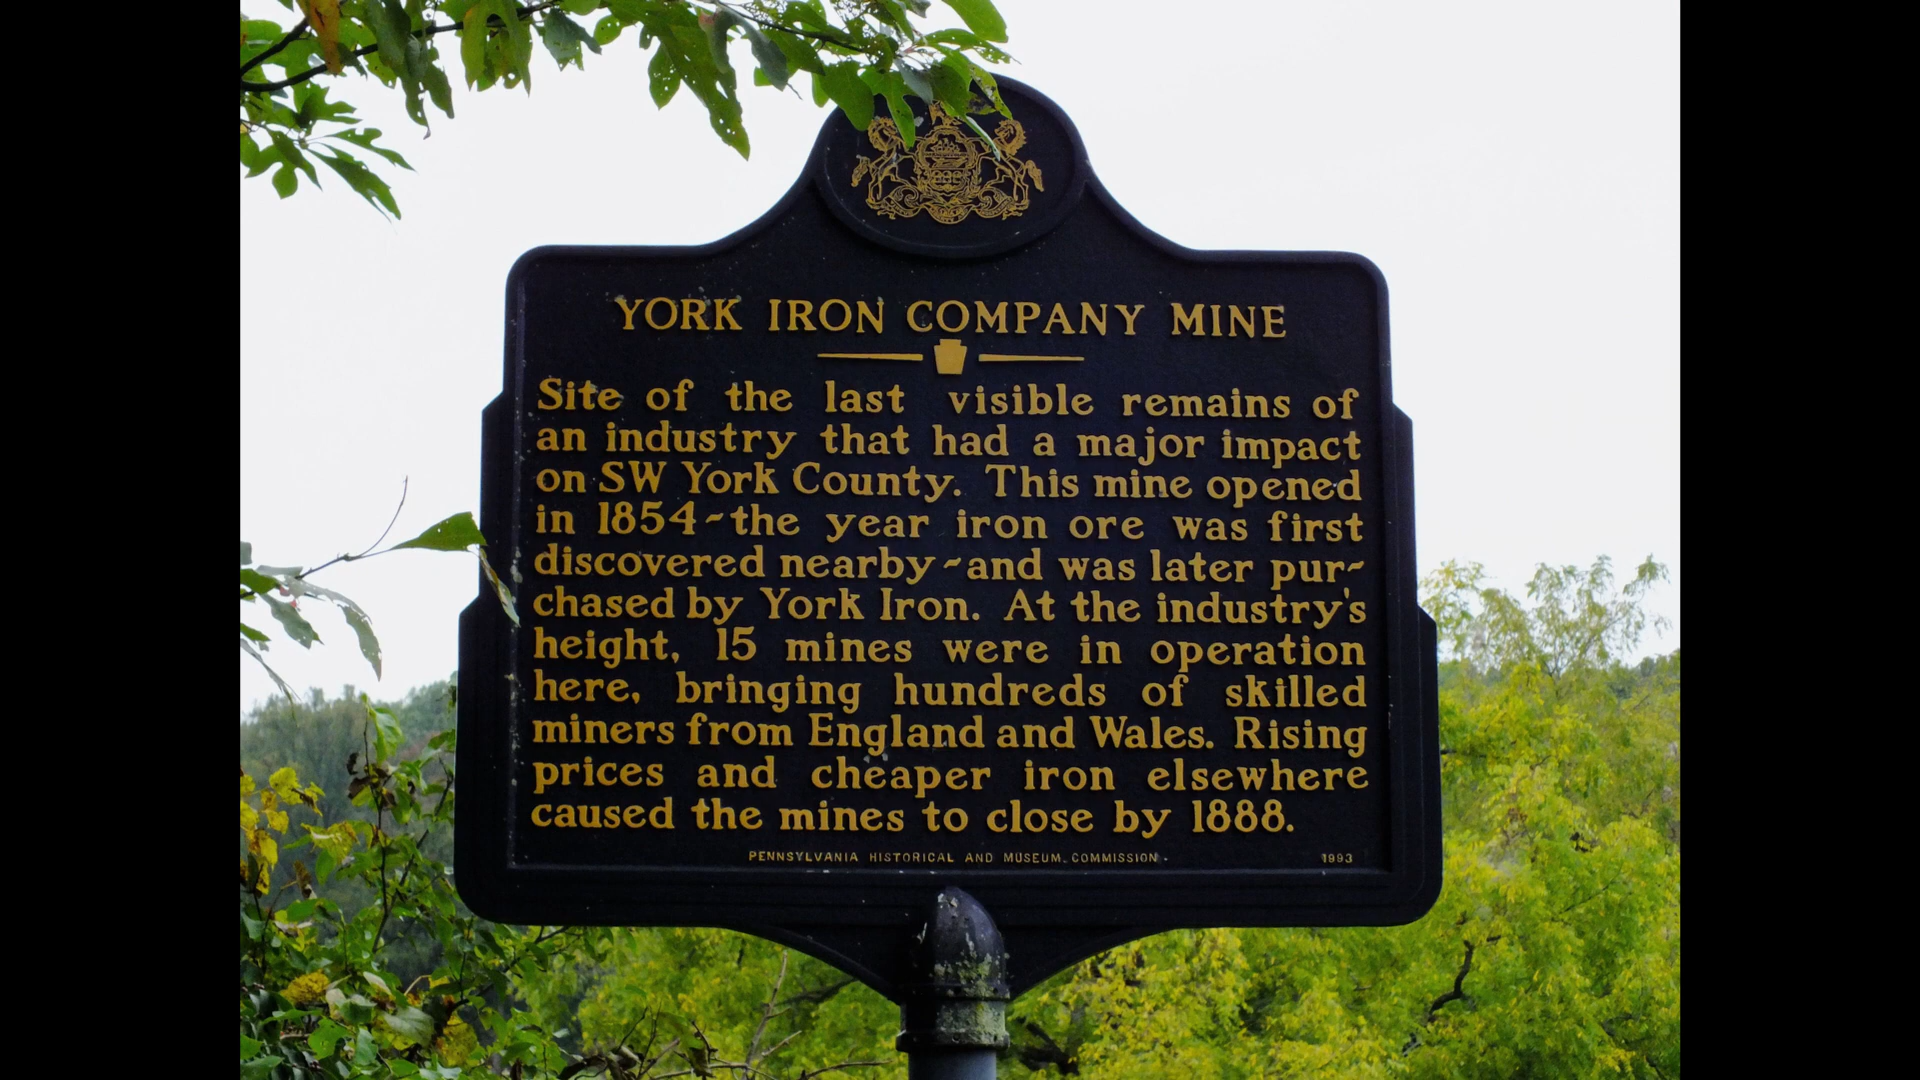 YORK IRON COMPANY MINE
Site of the last visible remains of
an industry that had a major impact
on SW York County. This mine opened
in 1854-the year iron ore was first
discovered nearby-and was later pur-
chased by York Iron. At the industry's
height, 15 mines were in operation
here, bringing hundreds of skilled
miners from England and Wales. Rising
prices and cheaper iron elsewhere
caused the mines to close by 1888.
PENNSYLVANIA HISTORICAL AND MUSEUM COMMISSION 1993